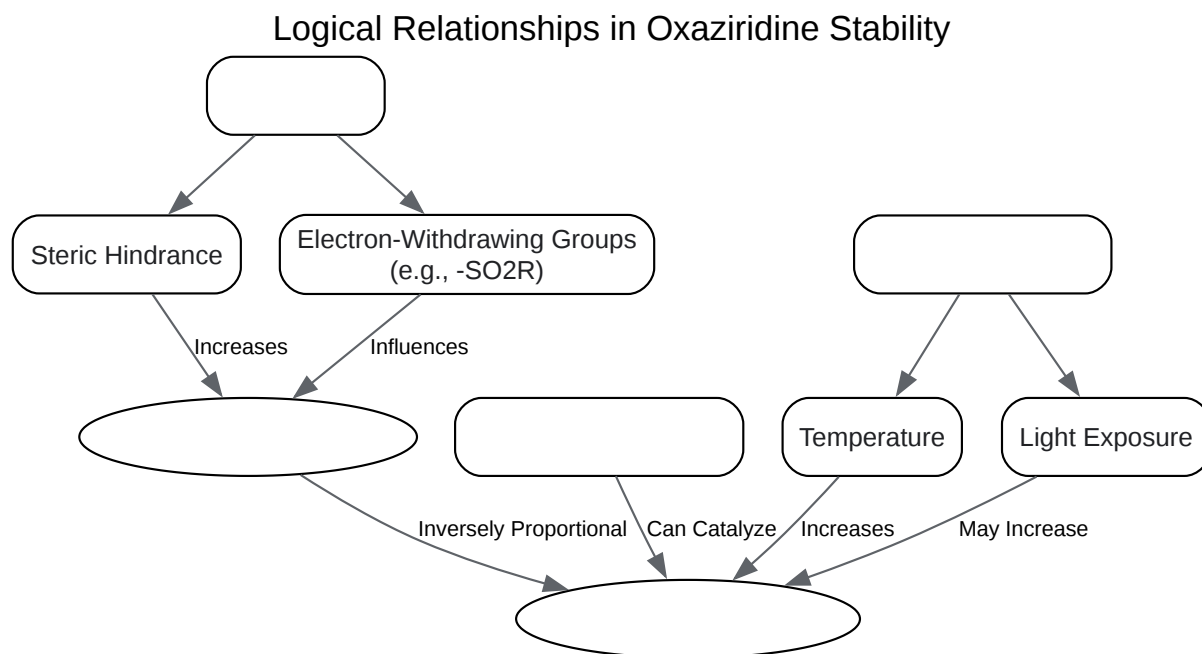 Logical Relationships in Oxaziridine Stability
Steric Hindrance
Electron-Withdrawing Groups
(e.g., -SO2R)
Increases
Influences
Temperature
Light Exposure
Inversely Proportional
Can Catalyze
Increases
May Increase